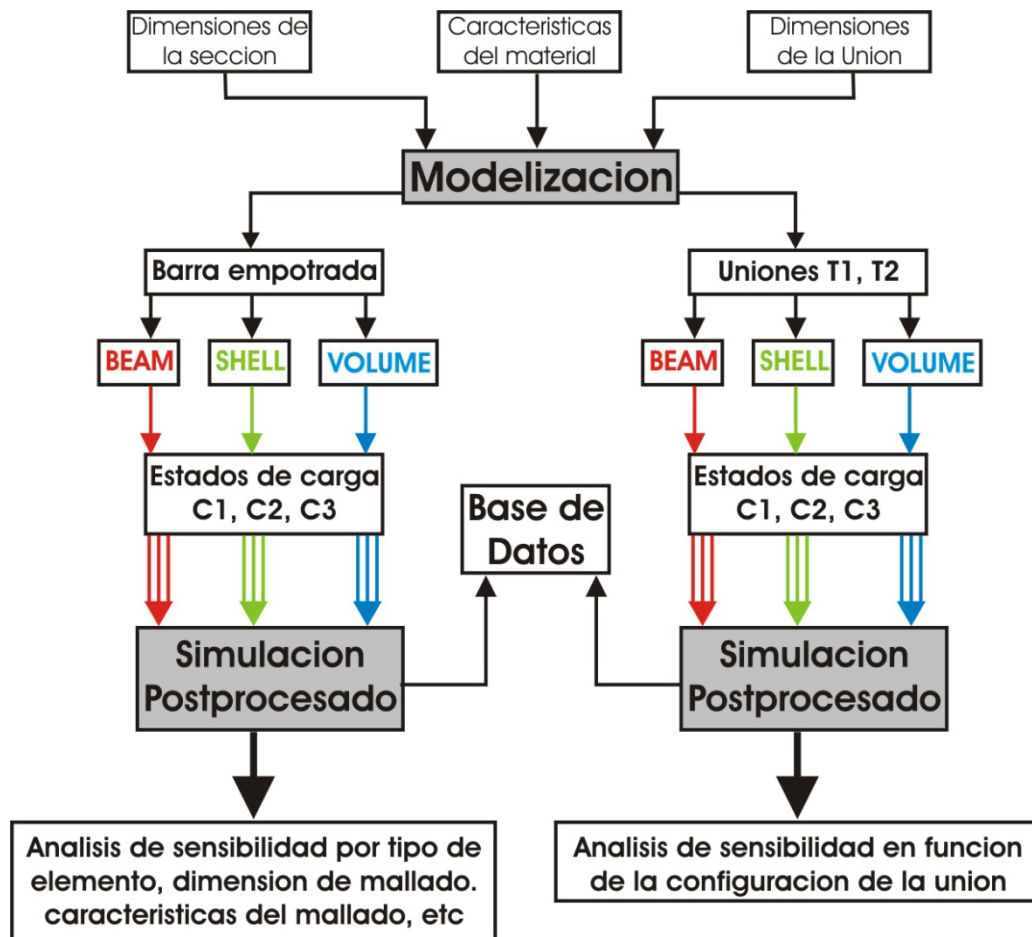 Dimensiones de
la seccion
Caracteristicas
del material
Dimensiones
de la Union
Modelizacion
Barra empotrada
Uniones T1, T2
BEAM
SHELL
VOLUME
BEAM
SHELL
VOLUME
Estados de carga
C1, C2, C3
Base de
Datos
Estados de carga
C1, C2, C3
Simulacion
Postprocesado
Simulacion
Postprocesado
Analisis de sensibilidad por tipo de
elemento, dimension de mallado.
caracteristicas del mallado, etc
Analisis de sensibilidad en funcion
de la configuracion de la union